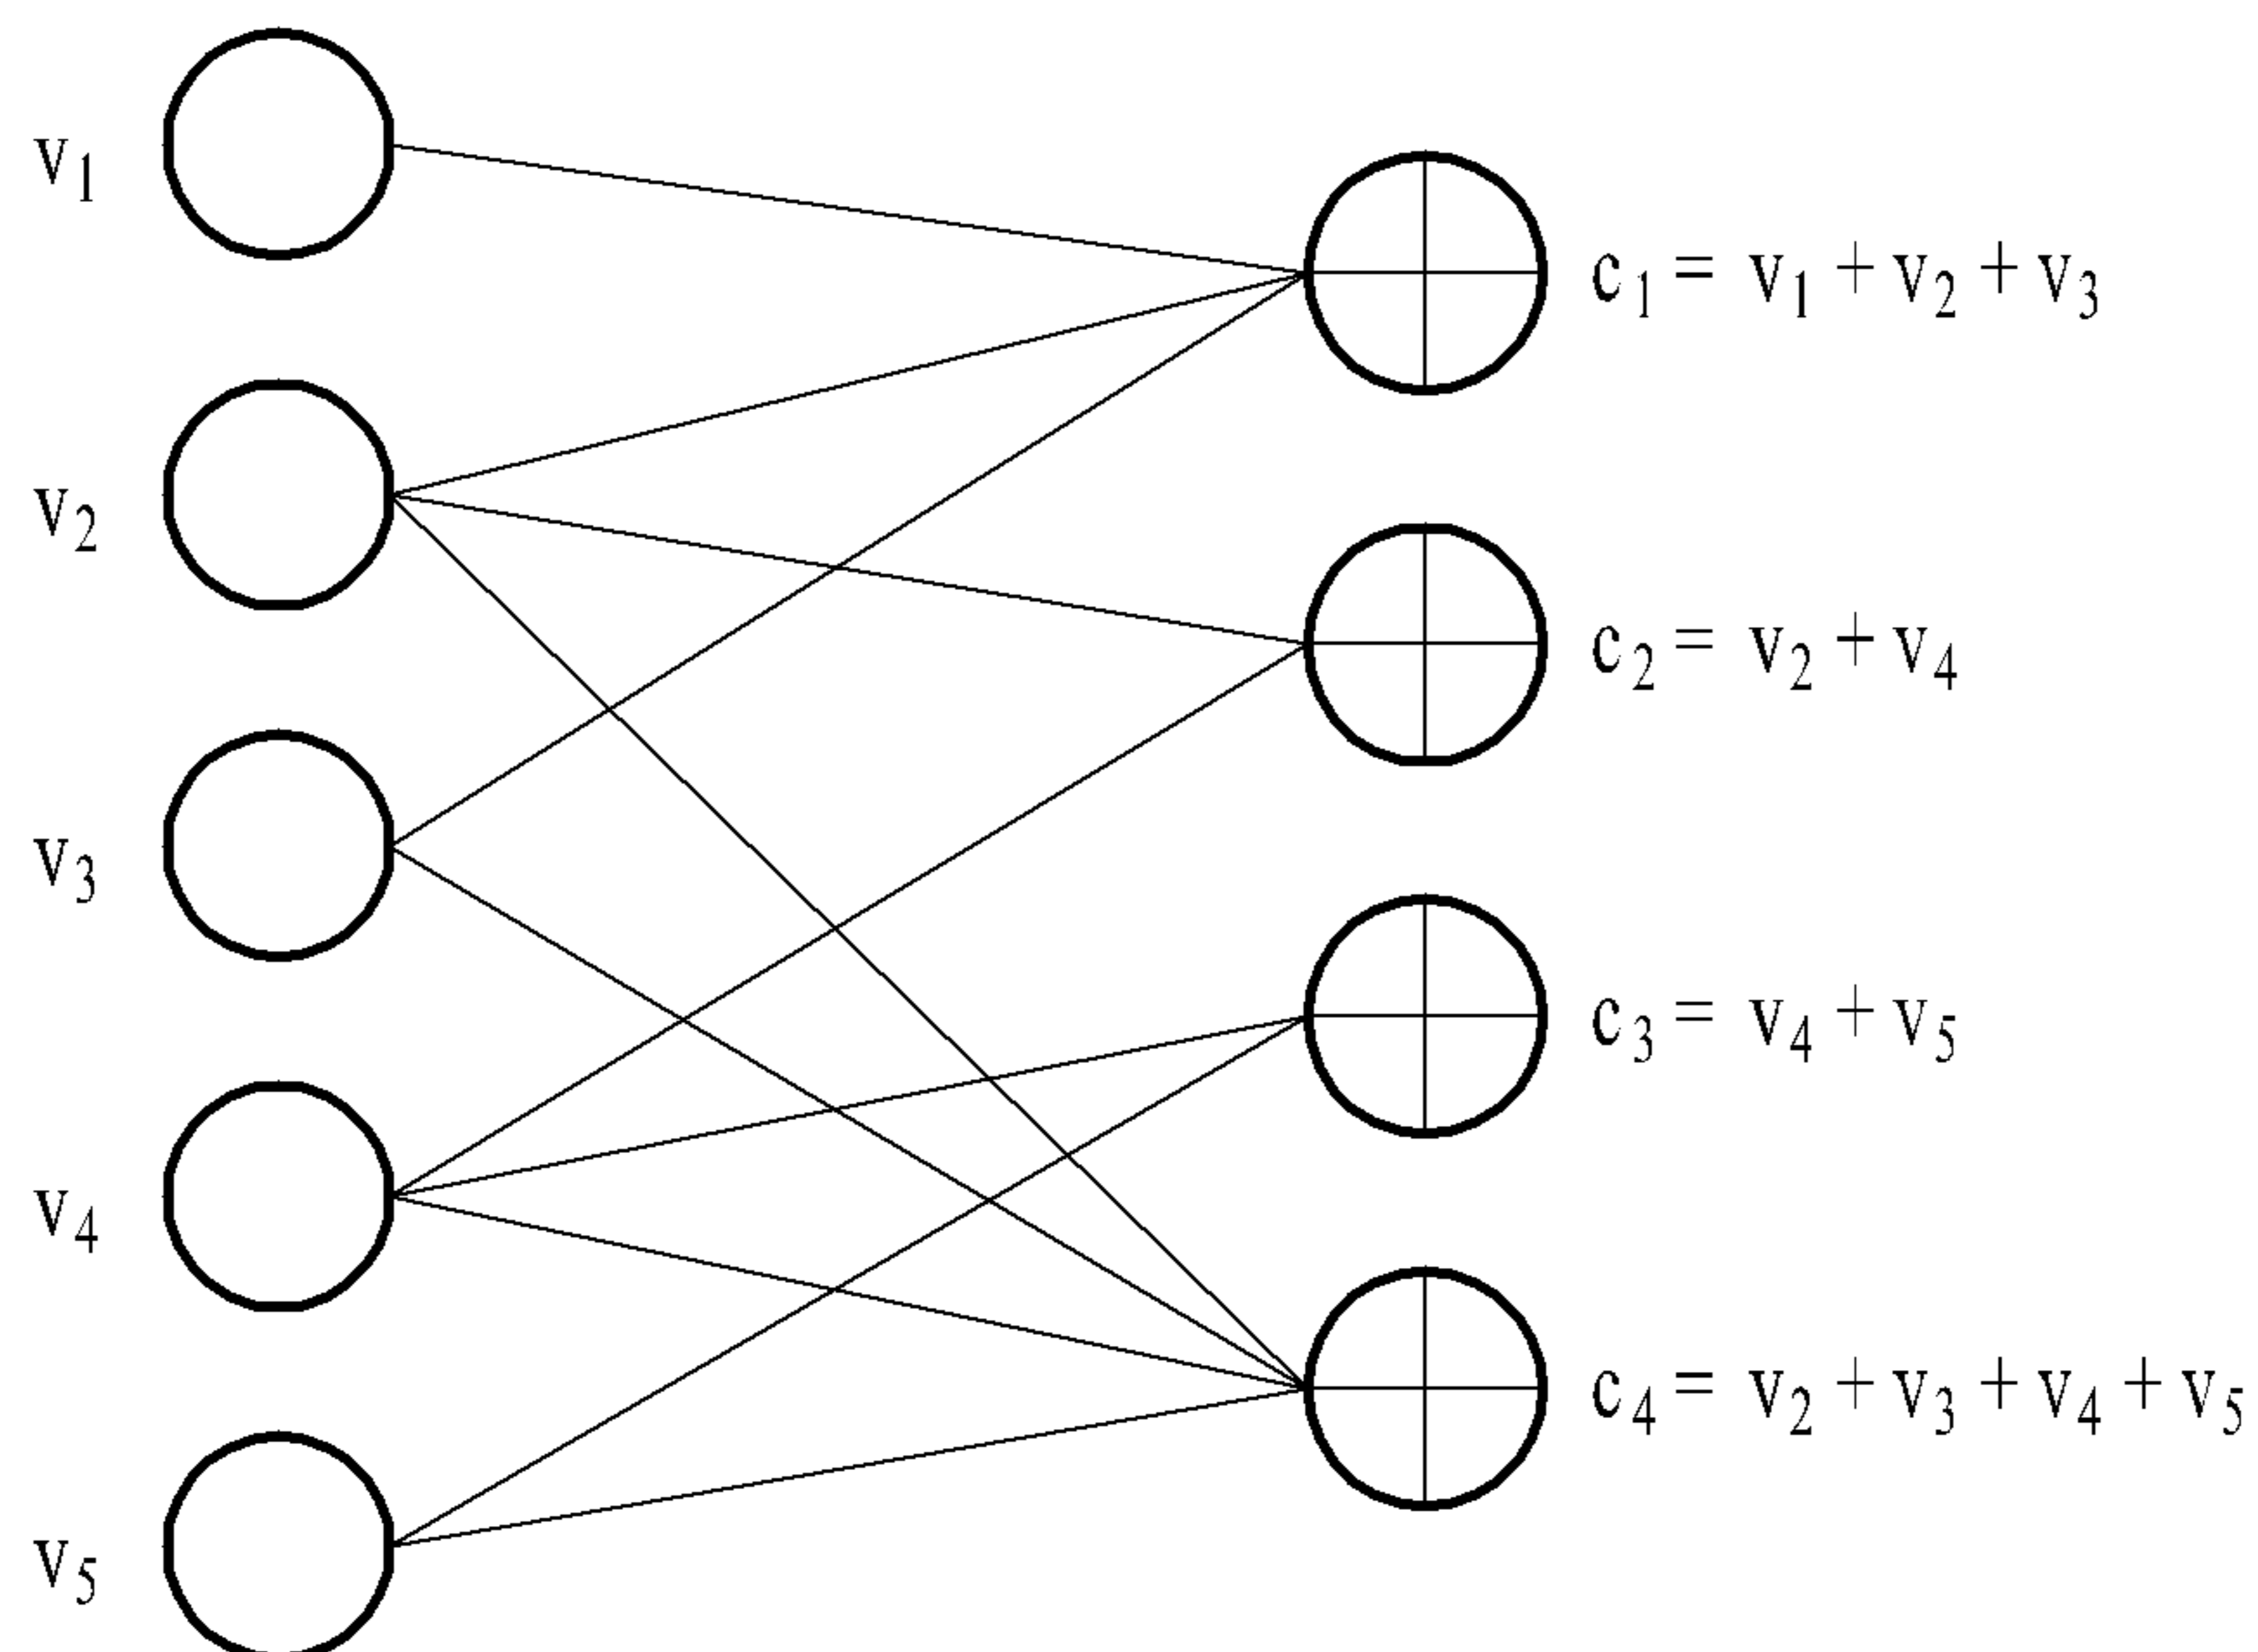 v1
c1 = v1 + v2 + v3
v2
c2 = v2 + v4
v3
c3 = v4 + v5
v4
c4 = v2 + v3 + v4 + v5
v5